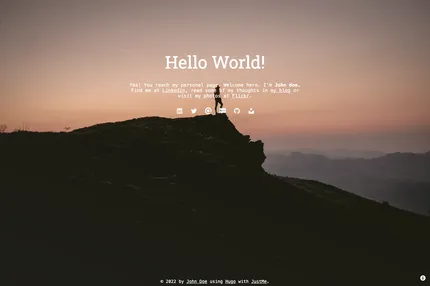 Hello World!
Yee! You reach my personal page. Welcome here. I'm John Doe,
find me at LinkedIn, read some of my thoughts in my blog or
visit my photos at Flickr.
© 2022 by John Doe using Hugo with JustMe.